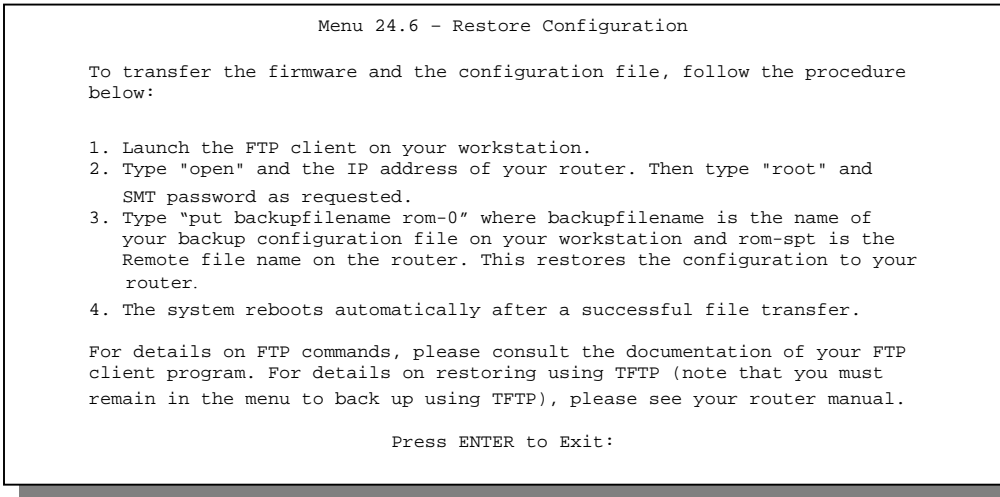 Menu 24.6 – Restore Configuration
To transfer the firmware and the configuration file, follow the procedure
below:
1. Launch the FTP client on your workstation.
2. Type "open" and the IP address of your router. Then type "root" and
SMT password as requested.
3. Type “put backupfilename rom-0” where backupfilename is the name of
your backup configuration file on your workstation and rom-spt is the
Remote file name on the router. This restores the configuration to your
router.
4. The system reboots automatically after a successful file transfer.
For details on FTP commands, please consult the documentation of your FTP
client program. For details on restoring using TFTP (note that you must
remain in the menu to back up using TFTP), please see your router manual.
Press ENTER to Exit: